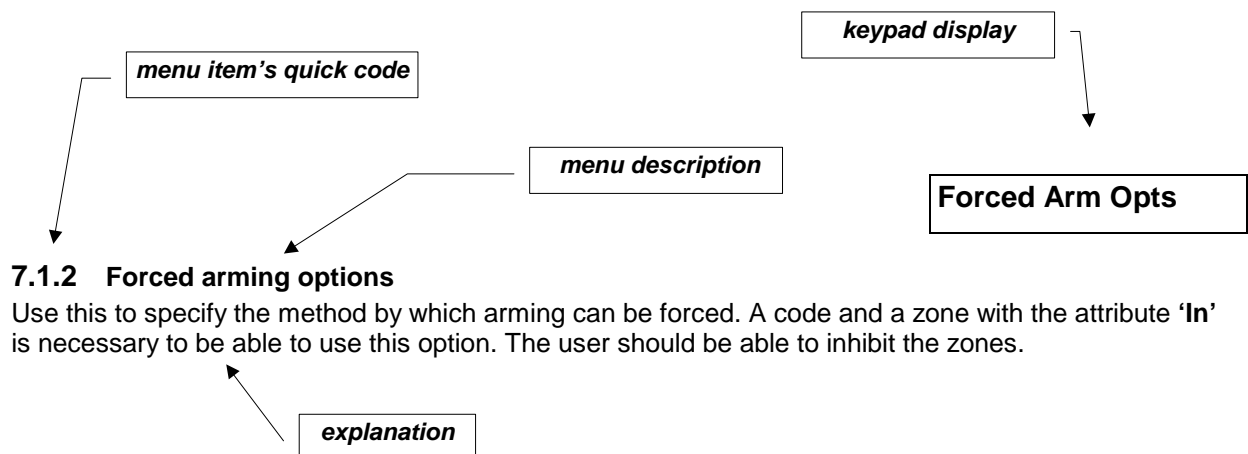 keypad display
menu item’s quick code
menu description
Forced Arm Opts
7.1.2 Forced arming options
Use this to specify the method by which arming can be forced. A code and a zone with the attribute ‘In’
is necessary to be able to use this option. The user should be able to inhibit the zones.
explanation